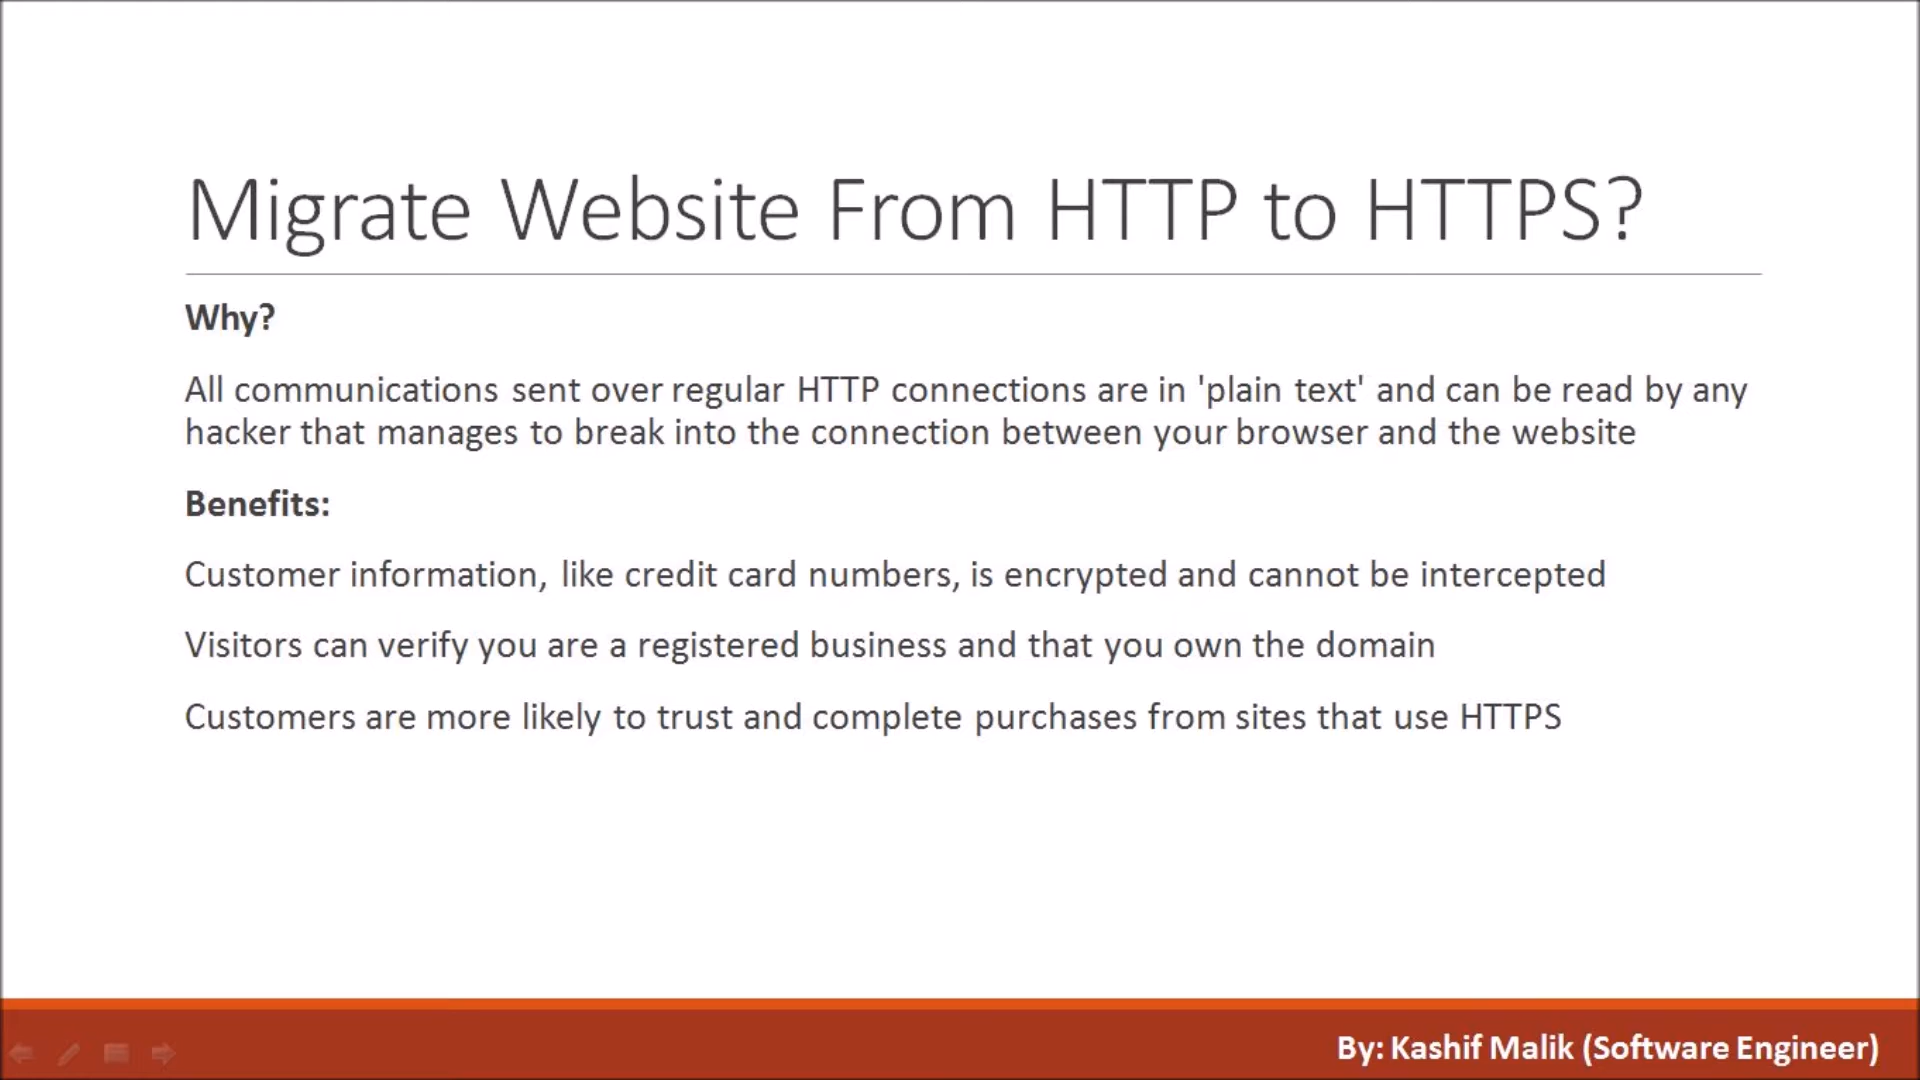 Migrate Website From HTTP to HTTPS?
Why?
All communications sent over regular HTTP connections are in 'plain text' and can be read by any
hacker that manages to break into the connection between your browser and the website
Benefits:
Customer information, like credit card numbers, is encrypted and cannot be intercepted
Visitors can verify you are a registered business and that you own the domain
Customers are more likely to trust and complete purchases from sites that use HTTPS
By: Kashif Malik (Software Engineer)